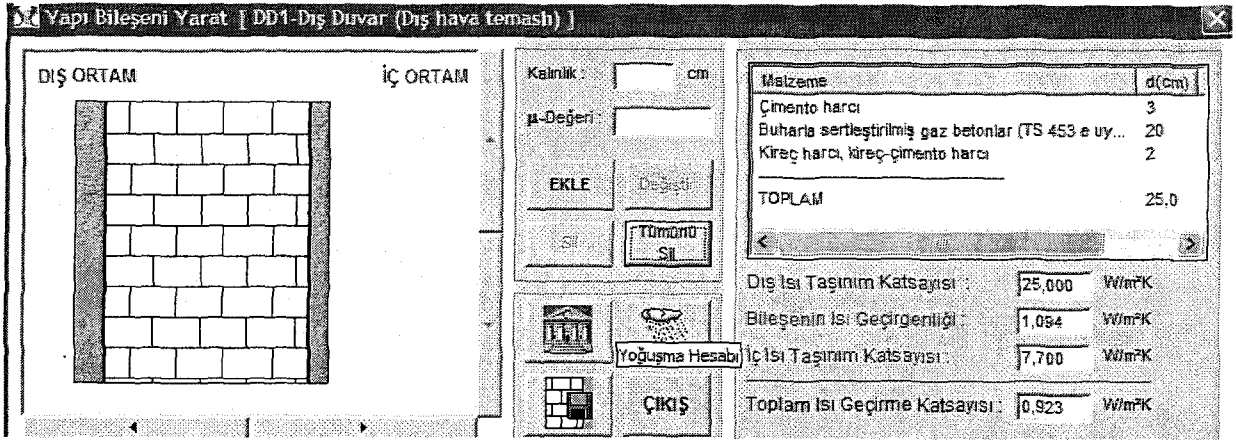 Yapı Bileşeni Yarat [ DD1-Dış Duvar (Dış hava temaslı) ]
DIŞ ORTAM
İÇ ORTAM
Kalınlık : cm
µ-Değeri :
EKLE
Değiştir
Sil
Tümünü
Sil
Yoğuşma Hesabı
ÇIKIŞ
Malzeme d(cm)
Çimento harcı 3
Buharla sertleştirilmiş gaz betonlar (TS 453 e uy... 20
Kireç harcı, kireç-çimento harcı 2
TOPLAM 25,0
Dış Isı Taşınım Katsayısı : 25,000 W/m²K
Bileşenin Isı Geçirgenliği : 1,094 W/m²K
İç Isı Taşınım Katsayısı : 7,700 W/m²K
Toplam Isı Geçirme Katsayısı : 0,923 W/m²K